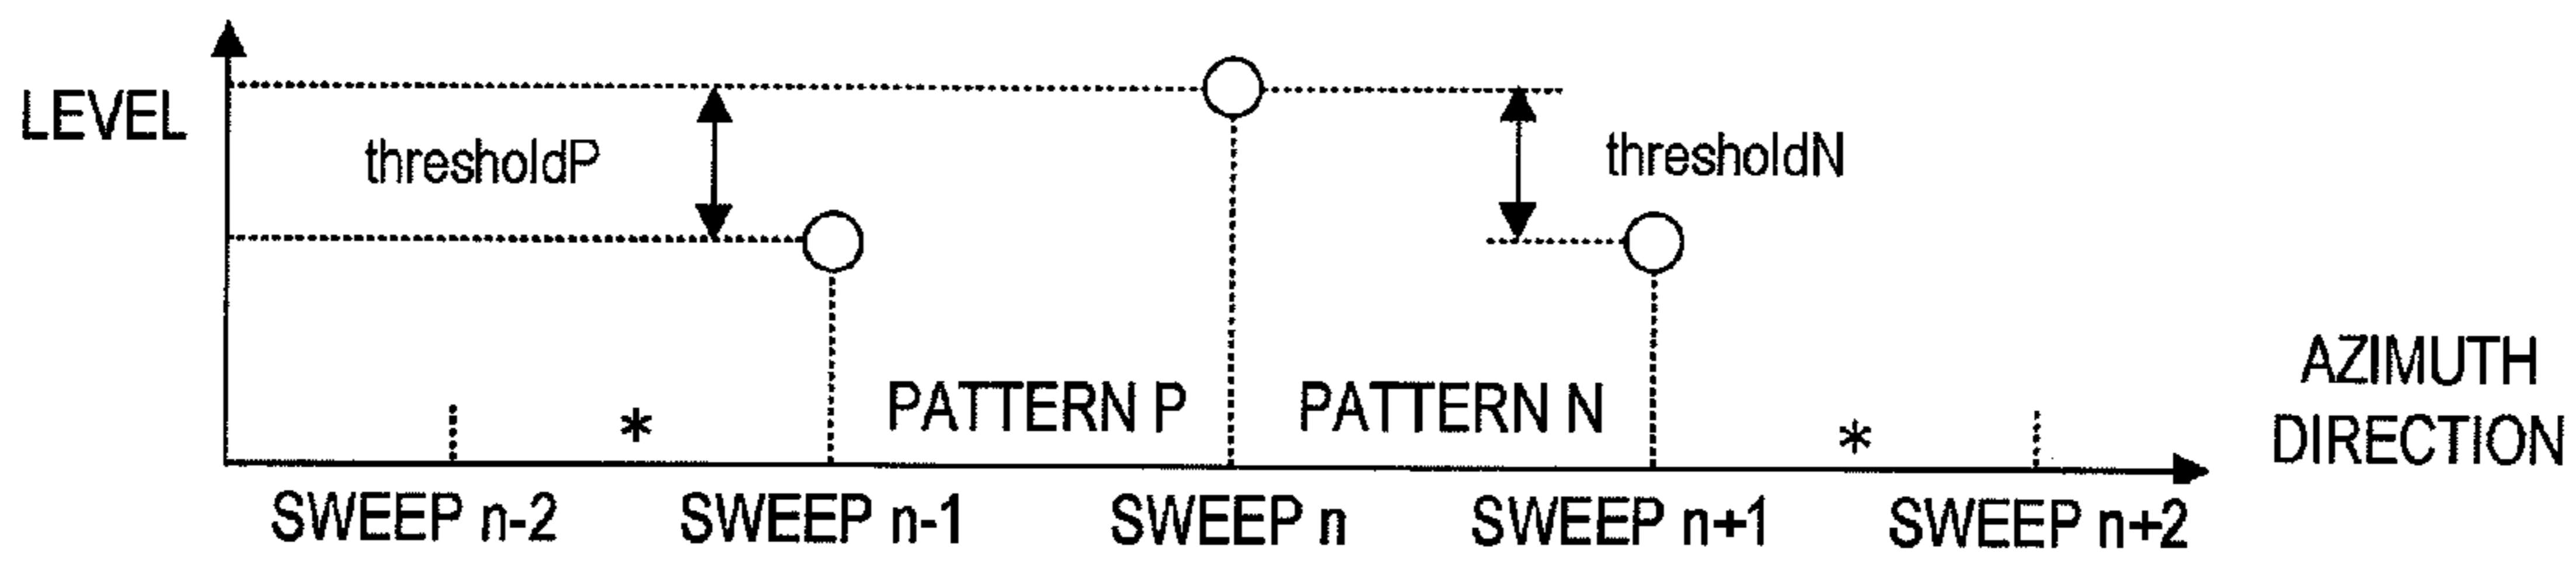 LEVEL
thresholdP
thresholdN
PATTERN P
PATTERN N
*
*
AZIMUTH
DIRECTION
SWEEP n-2
SWEEP n-1
SWEEP n
SWEEP n+1
SWEEP n+2